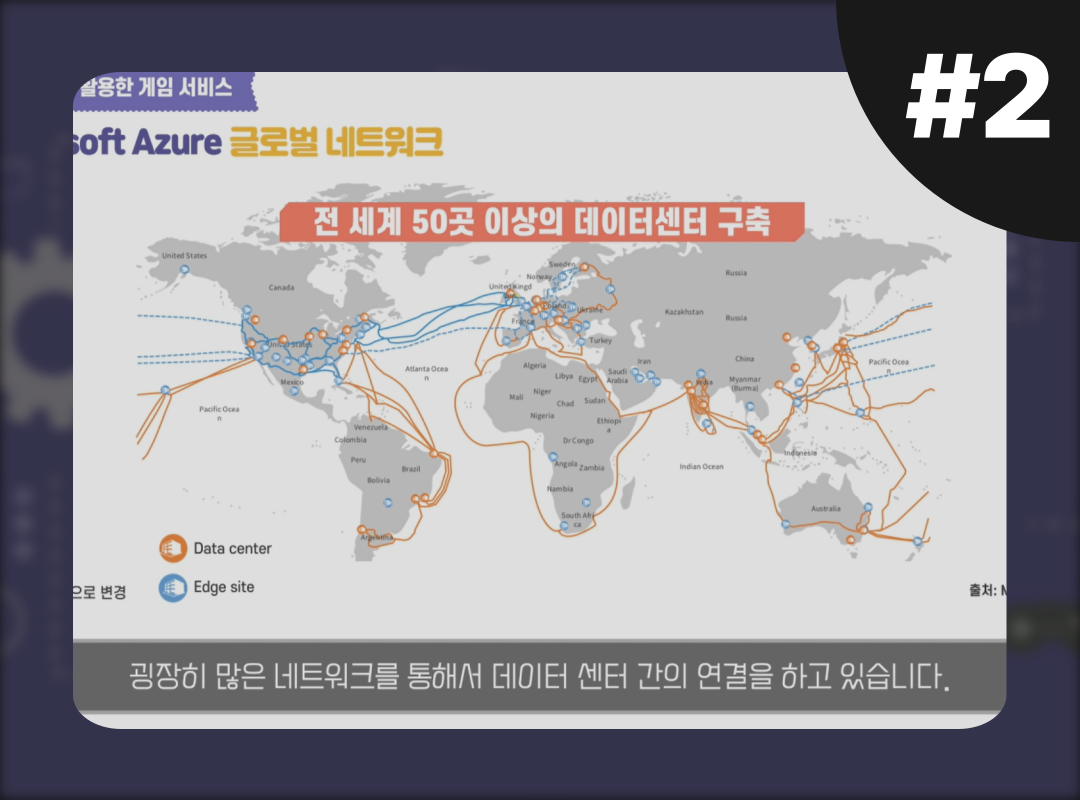 #2
활용한 게임 서비스
soft Azure 글로벌 네트워크
전 세계 50곳 이상의 데이터센터 구축
United States
Canada
United States
Mexico
Pacific Ocea
n
Atlanta Ocea
n
Venezuela
Colombia
Peru
Brazil
Bolivia
Argentina
Sweden
Norway
United Kingd
Poland
Ukraine
France
Turkey
Russia
Kazakhstan
Russia
Algeria
Libya
Egypt
Saudi
Arabia
Iran
Mali
Niger
Chad
Sudan
Nigeria
Ethiopi
a
Dr Congo
Angola
Zambia
Namibia
South Afri
ca
India
China
Myanmar
(Burma)
Indian Ocean
Indonesia
Australia
Pacific Ocea
n
Data center
Edge site
으로 변경
출처:
굉장히 많은 네트워크를 통해서 데이터 센터 간의 연결을 하고 있습니다.